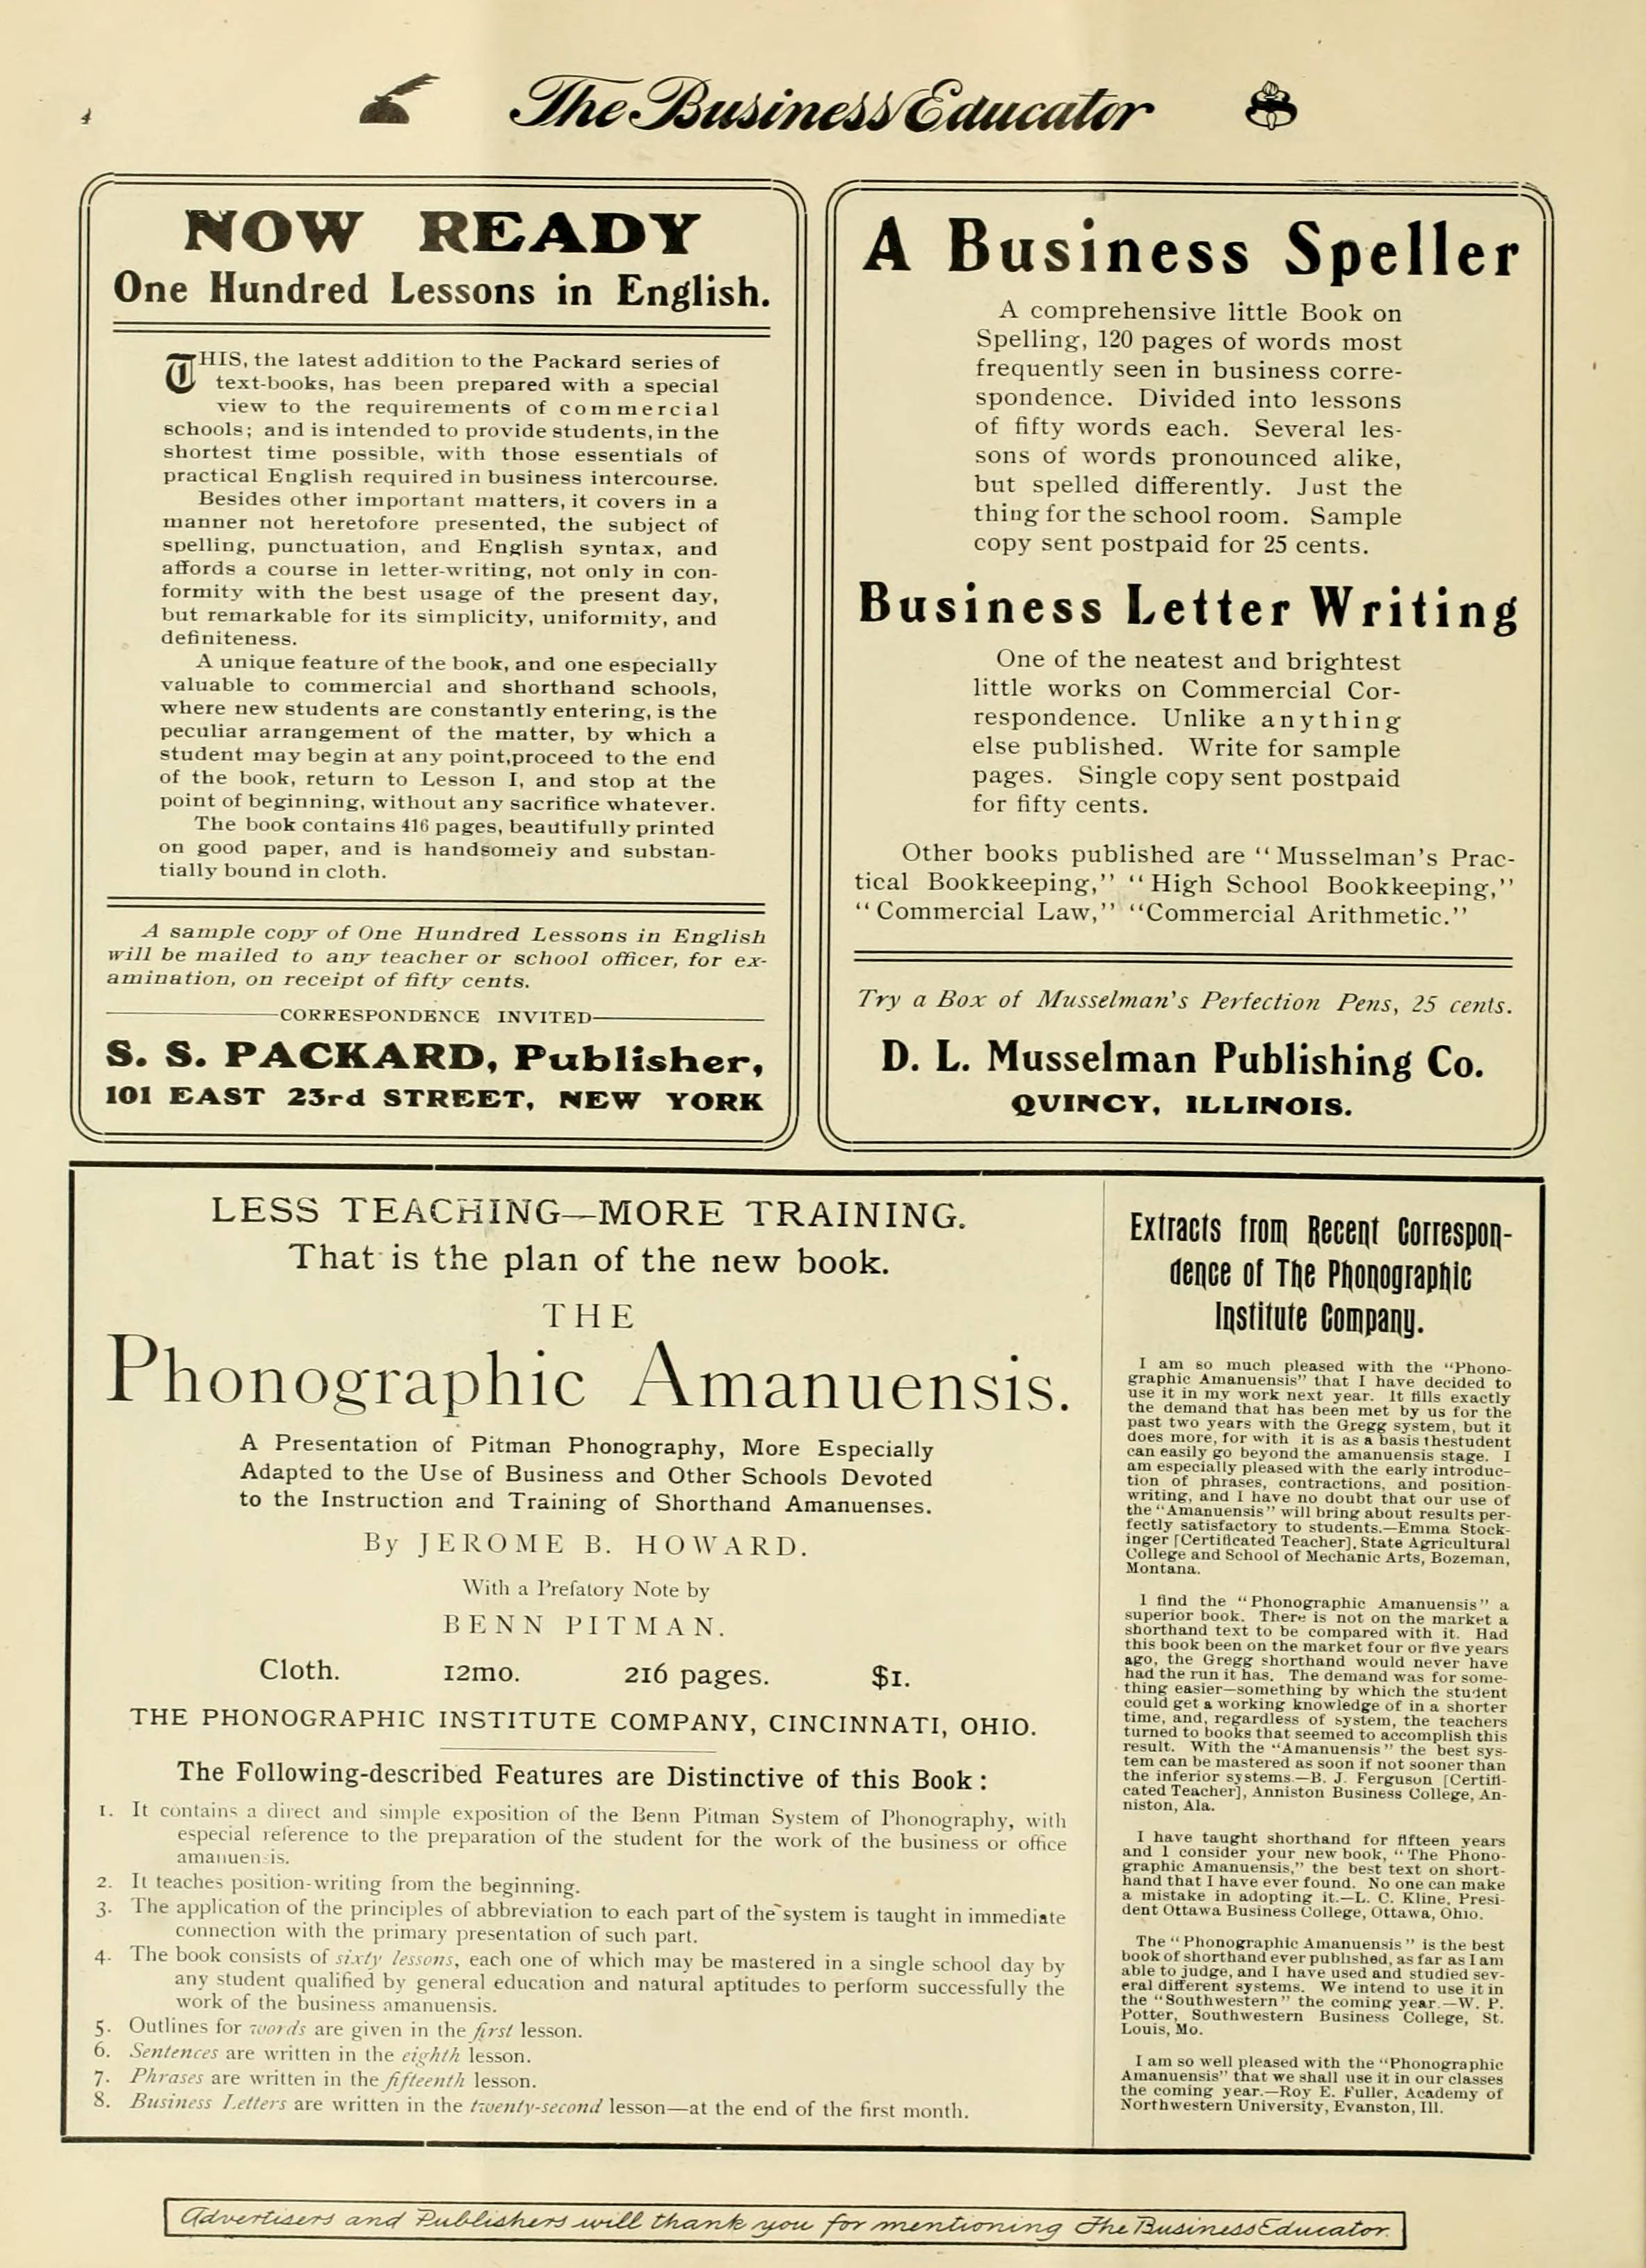 4
The Business Educator
NOW READY
One Hundred Lessons in English.
THIS, the latest addition to the Packard series of
text-books, has been prepared with a special
view to the requirements of commercial
schools; and is intended to provide students, in the
shortest time possible, with those essentials of
practical English required in business intercourse.
Besides other important matters, it covers in a
manner not heretofore presented, the subject of
spelling, punctuation, and English syntax, and
affords a course in letter-writing, not only in con-
formity with the best usage of the present day,
but remarkable for its simplicity, uniformity, and
definiteness.
A unique feature of the book, and one especially
valuable to commercial and shorthand schools,
where new students are constantly entering, is the
peculiar arrangement of the matter, by which a
student may begin at any point,proceed to the end
of the book, return to Lesson I, and stop at the
point of beginning, without any sacrifice whatever.
The book contains 416 pages, beautifully printed
on good paper, and is handsomely and substan-
tially bound in cloth.
A sample copy of One Hundred Lessons in English
will be mailed to any teacher or school officer, for ex-
amination, on receipt of fifty cents.
CORRESPONDENCE INVITED
S. S. PACKARD, Publisher,
101 EAST 23rd STREET, NEW YORK
A Business Speller
A comprehensive little Book on
Spelling, 120 pages of words most
frequently seen in business corre-
spondence. Divided into lessons
of fifty words each. Several les-
sons of words pronounced alike,
but spelled differently. Just the
thing for the school room. Sample
copy sent postpaid for 25 cents.
Business Letter Writing
One of the neatest and brightest
little works on Commercial Cor-
respondence. Unlike anything
else published. Write for sample
pages. Single copy sent postpaid
for fifty cents.
Other books published are "Musselman's Prac-
tical Bookkeeping," "High School Bookkeeping,"
"Commercial Law," "Commercial Arithmetic."
Try a Box of Musselman's Perfection Pens, 25 cents.
D. L. Musselman Publishing Co.
QUINCY, ILLINOIS.
LESS TEACHING—MORE TRAINING.
That is the plan of the new book.
THE
Phonographic Amanuensis.
A Presentation of Pitman Phonography, More Especially
Adapted to the Use of Business and Other Schools Devoted
to the Instruction and Training of Shorthand Amanuenses.
By JEROME B. HOWARD.
With a Prefatory Note by
BENN PITMAN.
Cloth. 12mo. 216 pages. $1.
THE PHONOGRAPHIC INSTITUTE COMPANY, CINCINNATI, OHIO.
The Following-described Features are Distinctive of this Book:
1. It contains a direct and simple exposition of the Benn Pitman System of Phonography, with
especial reference to the preparation of the student for the work of the business or office
amanuensis.
2. It teaches position-writing from the beginning.
3. The application of the principles of abbreviation to each part of the system is taught in immediate
connection with the primary presentation of such part.
4. The book consists of sixty lessons, each one of which may be mastered in a single school day by
any student qualified by general education and natural aptitudes to perform successfully the
work of the business amanuensis.
5. Outlines for words are given in the first lesson.
6. Sentences are written in the eighth lesson.
7. Phrases are written in the fifteenth lesson.
8. Business Letters are written in the twenty-second lesson—at the end of the first month.
Extracts from Recent Correspon-
dence of The Phonographic
Institute Company.
I am so much pleased with the "Phono-
graphic Amanuensis" that I have decided to
use it in my work next year. It fills exactly
the demand that has been met by us for the
past two years with the Gregg system, but it
does more, for with it is as a basis thestudent
can easily go beyond the amanuensis stage. I
am especially pleased with the early introduc-
tion of phrases, contractions, and position-
writing, and I have no doubt that our use of
the "Amanuensis" will bring about results per-
fectly satisfactory to students.—Emma Stock-
inger [Certificated Teacher], State Agricultural
College and School of Mechanic Arts, Bozeman,
Montana.
I find the "Phonographic Amanuensis" a
superior book. There is not on the market a
shorthand text to be compared with it. Had
this book been on the market four or five years
ago, the Gregg shorthand would never have
had the run it has. The demand was for some-
thing easier—something by which the student
could get a working knowledge of in a shorter
time, and, regardless of system, the teachers
turned to books that seemed to accomplish this
result. With the "Amanuensis" the best sys-
tem can be mastered as soon if not sooner than
the inferior systems.—B. J. Ferguson [Certifi-
cated Teacher], Anniston Business College, An-
niston, Ala.
I have taught shorthand for fifteen years
and I consider your new book, "The Phono-
graphic Amanuensis," the best text on short-
hand that I have ever found. No one can make
a mistake in adopting it.—L. C. Kline, Presi-
dent Ottawa Business College, Ottawa, Ohio.
The "Phonographic Amanuensis" is the best
book of shorthand ever published, as far as I am
able to judge, and I have used and studied sev-
eral different systems. We intend to use it in
the "Southwestern" the coming year.—W. P.
Potter, Southwestern Business College, St.
Louis, Mo.
I am so well pleased with the "Phonographic
Amanuensis" that we shall use it in our classes
the coming year.—Roy E. Fuller, Academy of
Northwestern University, Evanston, Ill.
Advertisers and Publishers will thank you for mentioning The Business Educator.